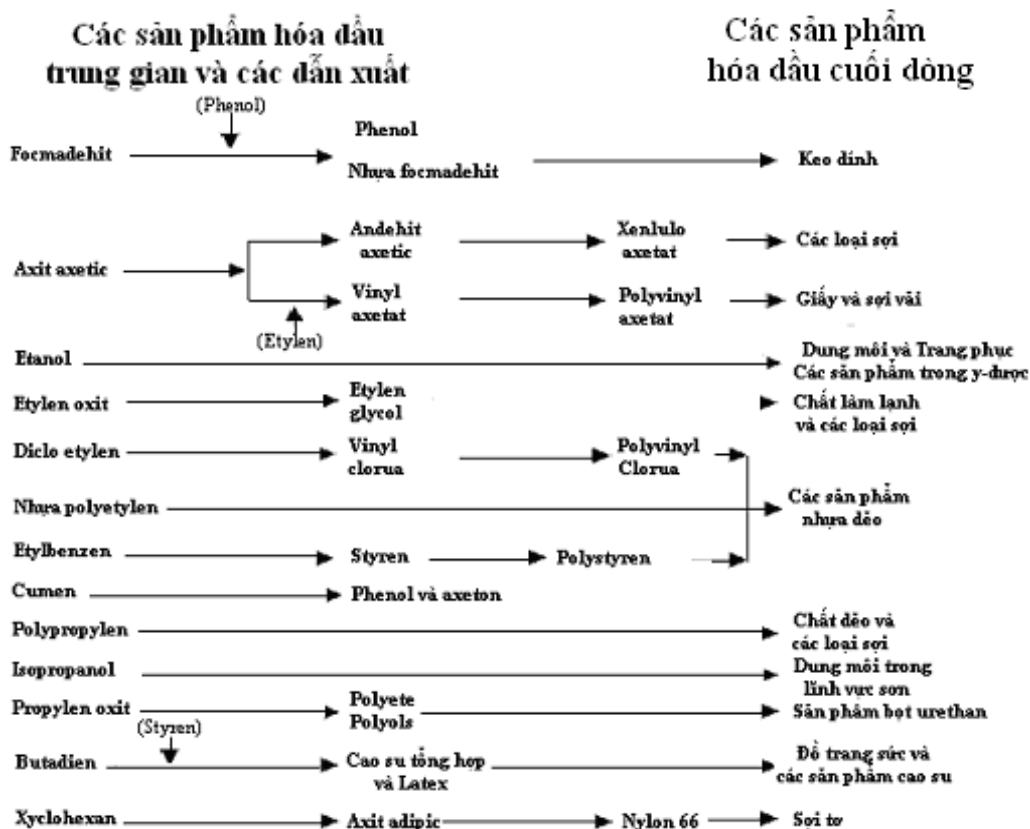 Các sản phẩm hóa dầu
trung gian và các dẫn xuất
Các sản phẩm
hóa dầu cuối dòng
(Phenol)
Focmadehit
Phenol
Nhựa focmadehit
Keo dính
Axit axetic
Andehit
axetic
Xenlulo
axetat
Các loại sợi
Vinyl
axetat
Polyvinyl
axetat
Giấy và sợi vải
(Etylen)
Etanol
Dung môi và Trang phục
Các sản phẩm trong y-dược
Etylen oxit
Etylen
glycol
Chất làm lạnh
và các loại sợi
Diclo etylen
Vinyl
clorua
Polyvinyl
Clorua
Nhựa polyetylen
Các sản phẩm
nhựa dẻo
Etylbenzen
Styren
Polystyren
Cumen
Phenol và axeton
Polypropylen
Chất dẻo và
các loại sợi
Isopropanol
Dung môi trong
lĩnh vực sơn
Propylen oxit
Polyete
Polyols
Sản phẩm bọt urethan
(Styren)
Butadien
Cao su tổng hợp
và Latex
Đồ trang sức và
các sản phẩm cao su
Xyclohexan
Axit adipic
Nylon 66
Sợi tơ